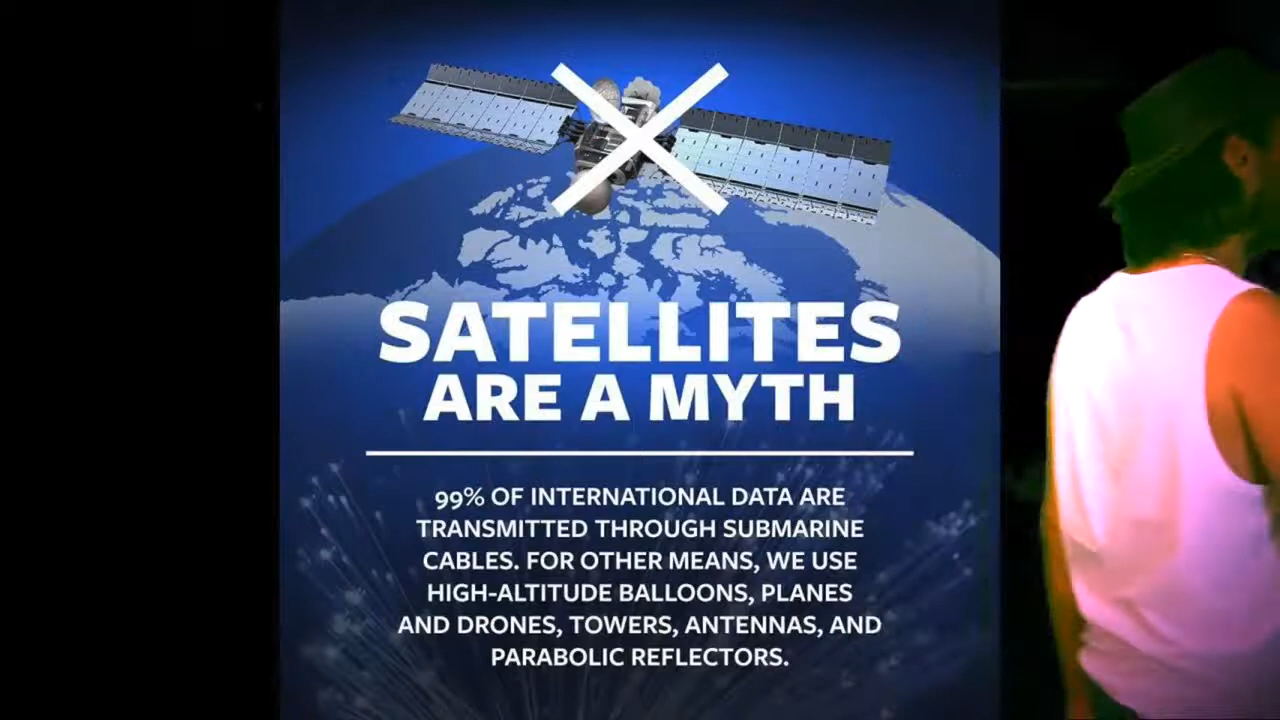 SATELLITES
ARE A MYTH
99% OF INTERNATIONAL DATA ARE
TRANSMITTED THROUGH SUBMARINE
CABLES. FOR OTHER MEANS, WE USE
HIGH-ALTITUDE BALLOONS, PLANES
AND DRONES, TOWERS, ANTENNAS, AND
PARABOLIC REFLECTORS.